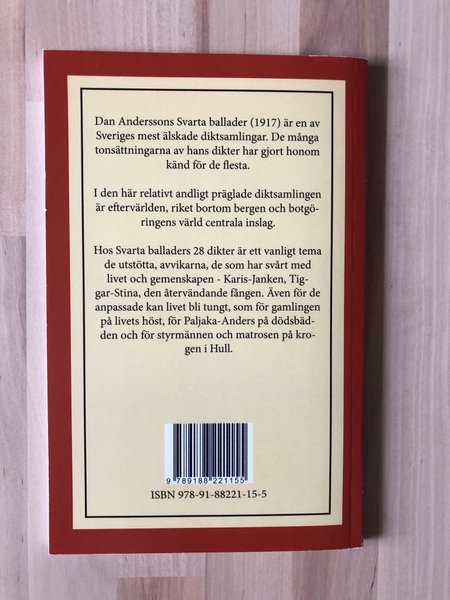 Dan Anderssons Svarta ballader (1917) är en av
Sveriges mest älskade diktsamlingar. De många
tonsättningarna av hans dikter har gjort honom
känd för de flesta.
I den här relativt andligt präglade diktsamlingen
är eftervärlden, riket bortom bergen och botgö-
ringens värld centrala inslag.
Hos Svarta balladers 28 dikter är ett vanligt tema
de utstötta, avvikarna, de som har svårt med
livet och gemenskapen - Karis-Janken, Tig-
gar-Stina, den återvändande fången. Även för de
anpassade kan livet bli tungt, som för gamlingen
på livets höst, för Paljaka-Anders på dödsbäd-
den och för styrmännen och matrosen på kro-
gen i Hull.
9 789188 221155
ISBN 978-91-88221-15-5